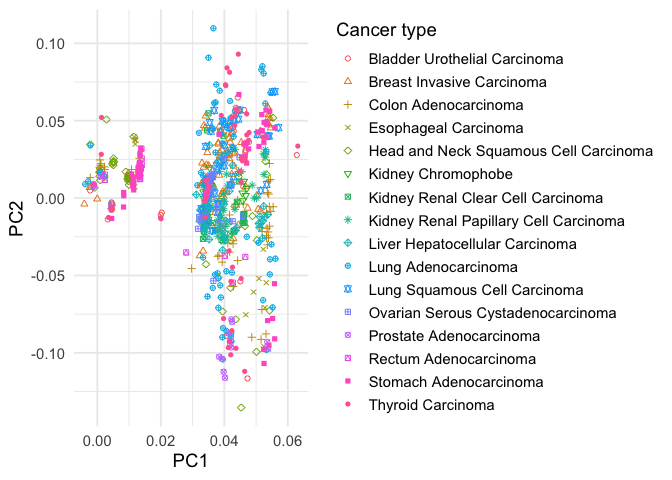 Cancer type
Bladder Urothelial Carcinoma
Breast Invasive Carcinoma
Colon Adenocarcinoma
Esophageal Carcinoma
Head and Neck Squamous Cell Carcinoma
Kidney Chromophobe
Kidney Renal Clear Cell Carcinoma
Kidney Renal Papillary Cell Carcinoma
Liver Hepatocellular Carcinoma
Lung Adenocarcinoma
Lung Squamous Cell Carcinoma
Ovarian Serous Cystadenocarcinoma
Prostate Adenocarcinoma
Rectum Adenocarcinoma
Stomach Adenocarcinoma
Thyroid Carcinoma
PC2
0.10
0.05
0.00
-0.05
-0.10
0.00 0.02 0.04 0.06
PC1